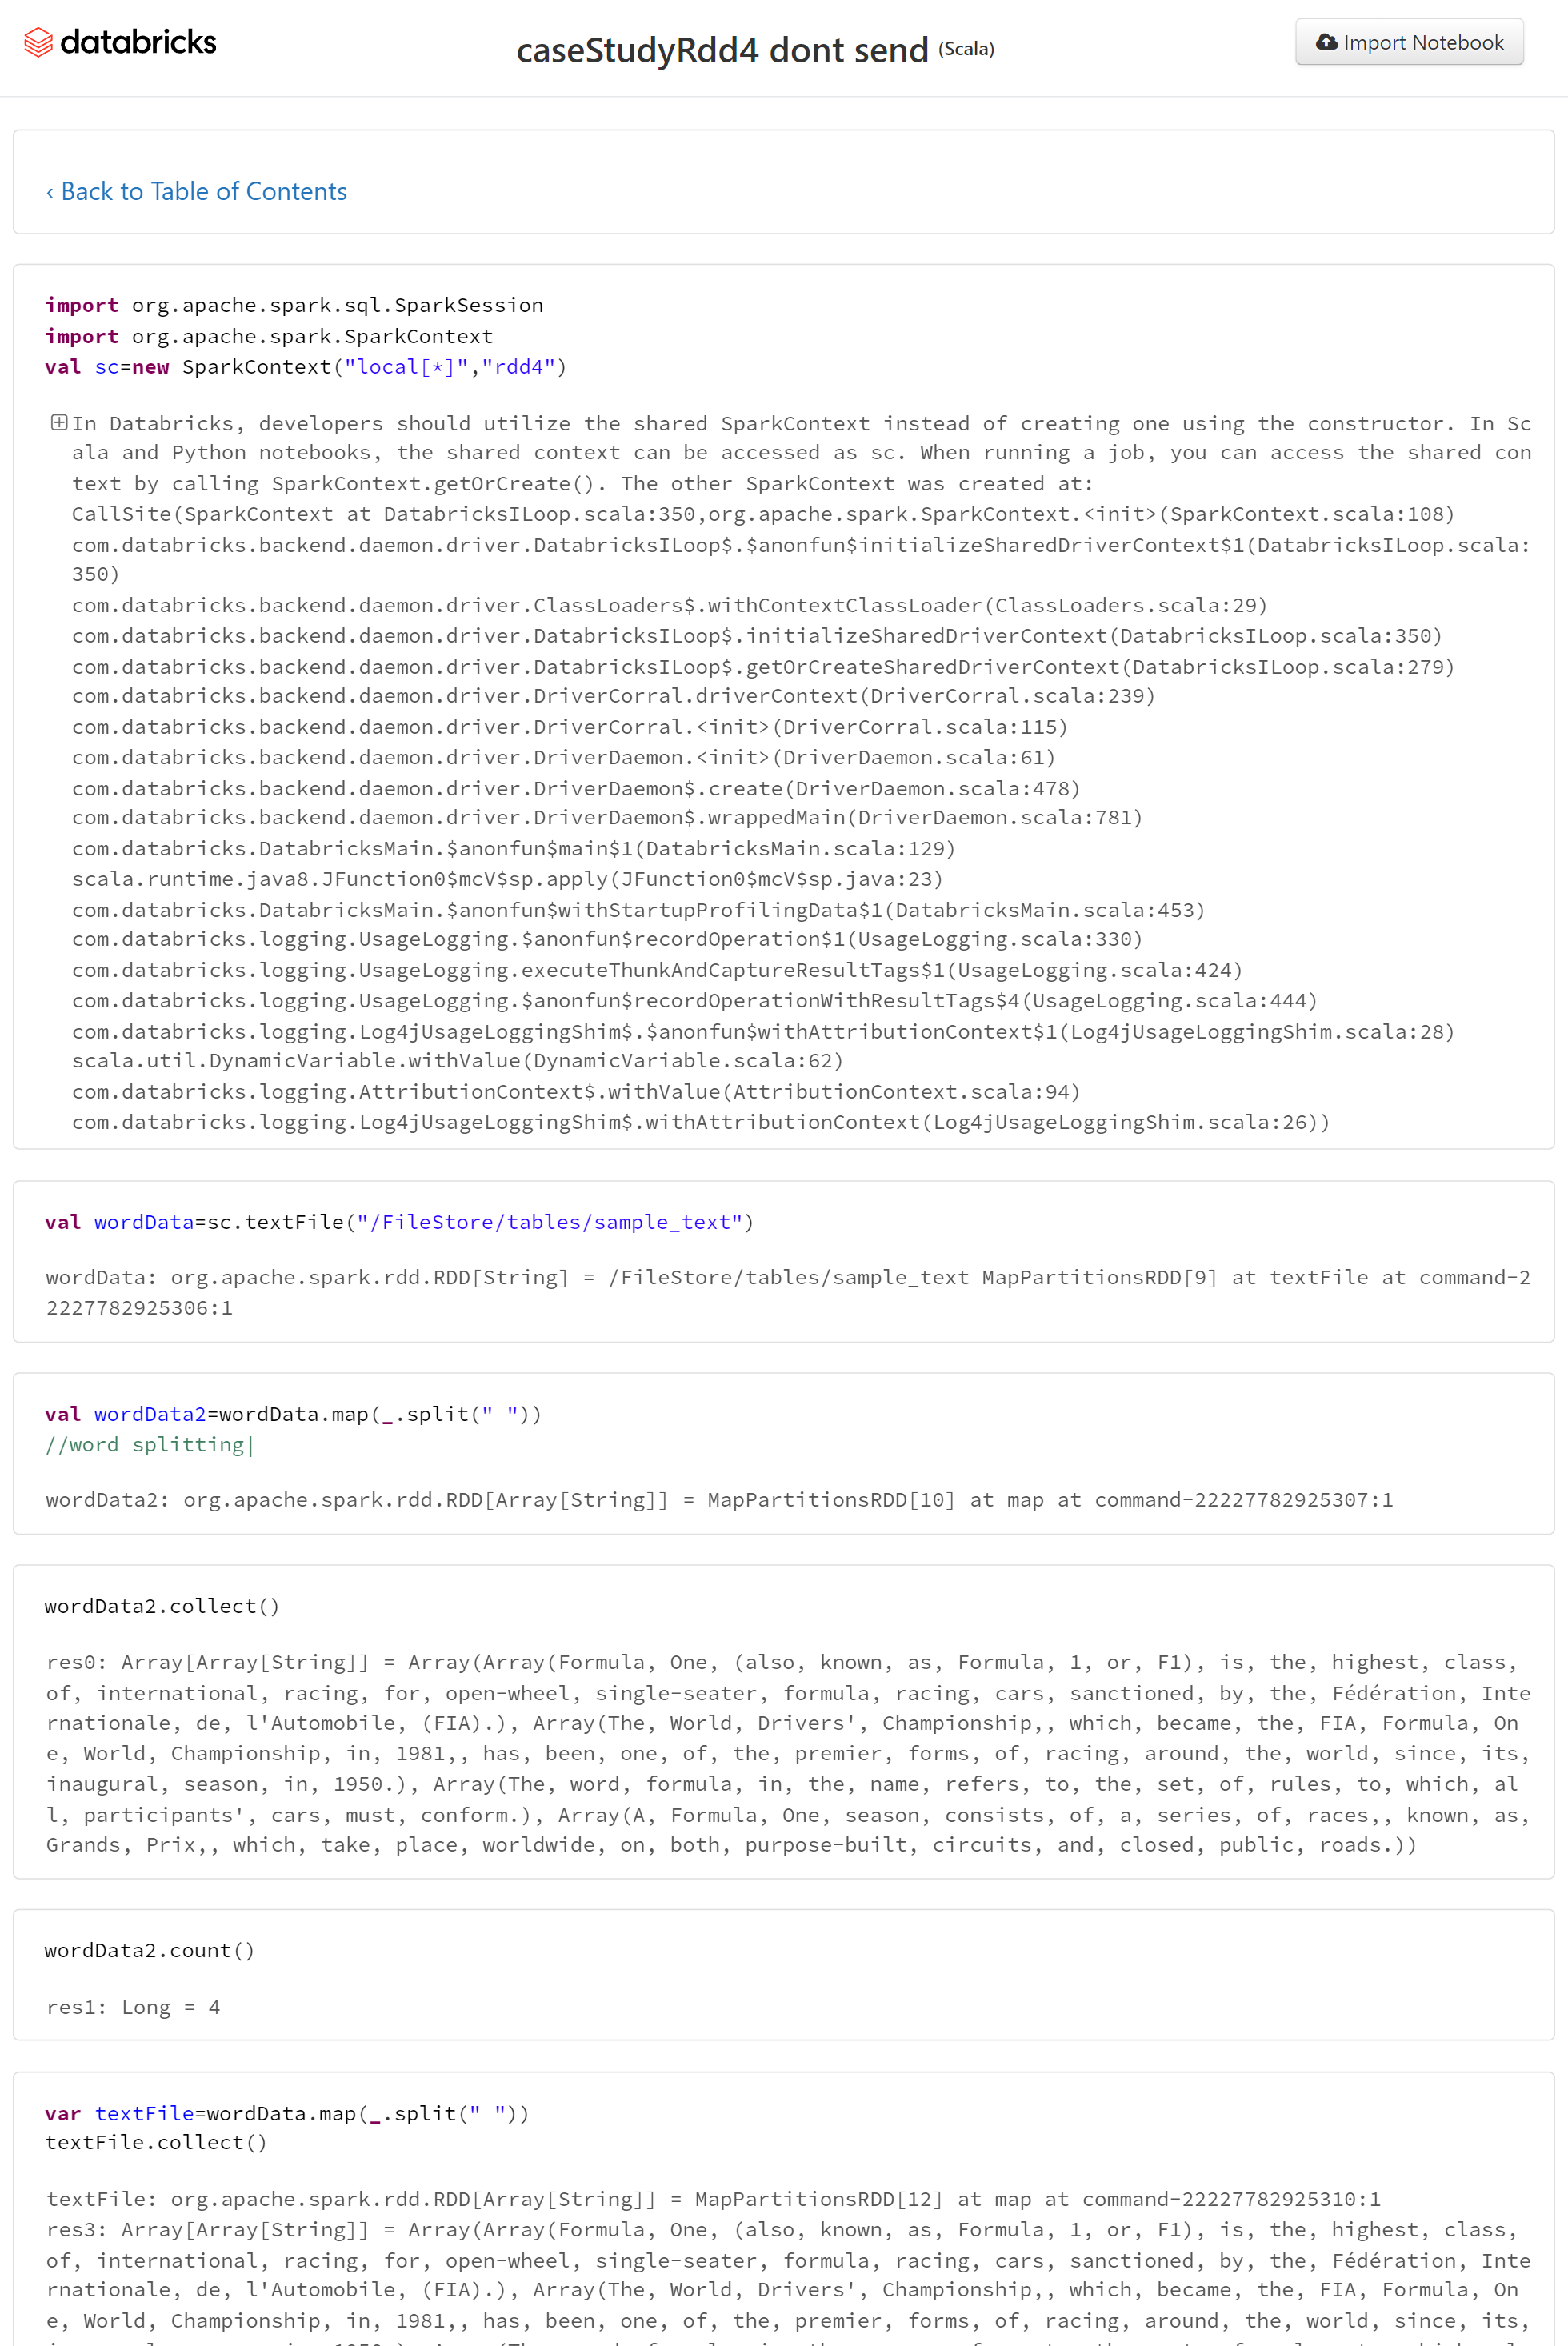 databricks
caseStudyRdd4 dont send (Scala)
Import Notebook
‹ Back to Table of Contents
import org.apache.spark.sql.SparkSession
import org.apache.spark.SparkContext
val sc=new SparkContext("local[*]","rdd4")
In Databricks, developers should utilize the shared SparkContext instead of creating one using the constructor. In Sc
ala and Python notebooks, the shared context can be accessed as sc. When running a job, you can access the shared con
text by calling SparkContext.getOrCreate(). The other SparkContext was created at:
CallSite(SparkContext at DatabricksILoop.scala:350,org.apache.spark.SparkContext.<init>(SparkContext.scala:108)
com.databricks.backend.daemon.driver.DatabricksILoop$.$anonfun$initializeSharedDriverContext$1(DatabricksILoop.scala:
350)
com.databricks.backend.daemon.driver.ClassLoaders$.withContextClassLoader(ClassLoaders.scala:29)
com.databricks.backend.daemon.driver.DatabricksILoop$.initializeSharedDriverContext(DatabricksILoop.scala:350)
com.databricks.backend.daemon.driver.DatabricksILoop$.getOrCreateSharedDriverContext(DatabricksILoop.scala:279)
com.databricks.backend.daemon.driver.DriverCorral.driverContext(DriverCorral.scala:239)
com.databricks.backend.daemon.driver.DriverCorral.<init>(DriverCorral.scala:115)
com.databricks.backend.daemon.driver.DriverDaemon.<init>(DriverDaemon.scala:61)
com.databricks.backend.daemon.driver.DriverDaemon$.create(DriverDaemon.scala:478)
com.databricks.backend.daemon.driver.DriverDaemon$.wrappedMain(DriverDaemon.scala:781)
com.databricks.DatabricksMain.$anonfun$main$1(DatabricksMain.scala:129)
scala.runtime.java8.JFunction0$mcV$sp.apply(JFunction0$mcV$sp.java:23)
com.databricks.DatabricksMain.$anonfun$withStartupProfilingData$1(DatabricksMain.scala:453)
com.databricks.logging.UsageLogging.$anonfun$recordOperation$1(UsageLogging.scala:330)
com.databricks.logging.UsageLogging.executeThunkAndCaptureResultTags$1(UsageLogging.scala:424)
com.databricks.logging.UsageLogging.$anonfun$recordOperationWithResultTags$4(UsageLogging.scala:444)
com.databricks.logging.Log4jUsageLoggingShim$.$anonfun$withAttributionContext$1(Log4jUsageLoggingShim.scala:28)
scala.util.DynamicVariable.withValue(DynamicVariable.scala:62)
com.databricks.logging.AttributionContext$.withValue(AttributionContext.scala:94)
com.databricks.logging.Log4jUsageLoggingShim$.withAttributionContext(Log4jUsageLoggingShim.scala:26))
val wordData=sc.textFile("/FileStore/tables/sample_text")
wordData: org.apache.spark.rdd.RDD[String] = /FileStore/tables/sample_text MapPartitionsRDD[9] at textFile at command-2
2227782925306:1
val wordData2=wordData.map(_.split(" "))
//word splitting|
wordData2: org.apache.spark.rdd.RDD[Array[String]] = MapPartitionsRDD[10] at map at command-22227782925307:1
wordData2.collect()
res0: Array[Array[String]] = Array(Array(Formula, One, (also, known, as, Formula, 1, or, F1), is, the, highest, class,
of, international, racing, for, open-wheel, single-seater, formula, racing, cars, sanctioned, by, the, Fédération, Inte
rnationale, de, l'Automobile, (FIA).), Array(The, World, Drivers', Championship,, which, became, the, FIA, Formula, On
e, World, Championship, in, 1981,, has, been, one, of, the, premier, forms, of, racing, around, the, world, since, its,
inaugural, season, in, 1950.), Array(The, word, formula, in, the, name, refers, to, the, set, of, rules, to, which, al
l, participants', cars, must, conform.), Array(A, Formula, One, season, consists, of, a, series, of, races,, known, as,
Grands, Prix,, which, take, place, worldwide, on, both, purpose-built, circuits, and, closed, public, roads.))
wordData2.count()
res1: Long = 4
var textFile=wordData.map(_.split(" "))
textFile.collect()
textFile: org.apache.spark.rdd.RDD[Array[String]] = MapPartitionsRDD[12] at map at command-22227782925310:1
res3: Array[Array[String]] = Array(Array(Formula, One, (also, known, as, Formula, 1, or, F1), is, the, highest, class,
of, international, racing, for, open-wheel, single-seater, formula, racing, cars, sanctioned, by, the, Fédération, Inte
rnationale, de, l'Automobile, (FIA).), Array(The, World, Drivers', Championship,, which, became, the, FIA, Formula, On
e, World, Championship, in, 1981,, has, been, one, of, the, premier, forms, of, racing, around, the, world, since, its,